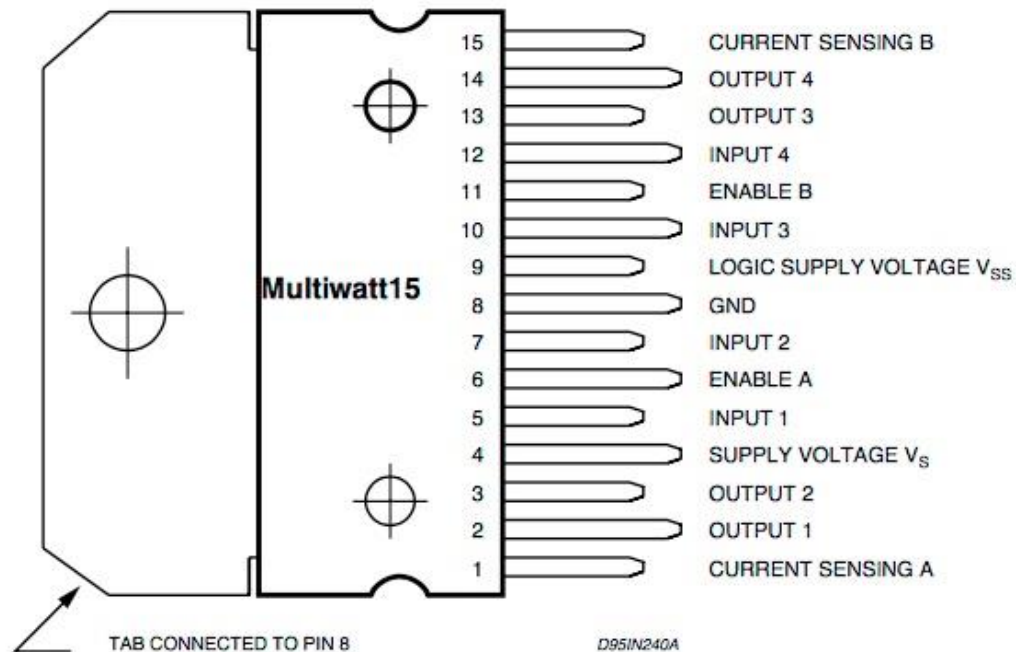 15 CURRENT SENSING B
14 OUTPUT 4
13 OUTPUT 3
12 INPUT 4
11 ENABLE B
10 INPUT 3
9 LOGIC SUPPLY VOLTAGE VSS
Multiwatt15
8 GND
7 INPUT 2
6 ENABLE A
5 INPUT 1
4 SUPPLY VOLTAGE VS
3 OUTPUT 2
2 OUTPUT 1
1 CURRENT SENSING A
TAB CONNECTED TO PIN 8
D95IN240A